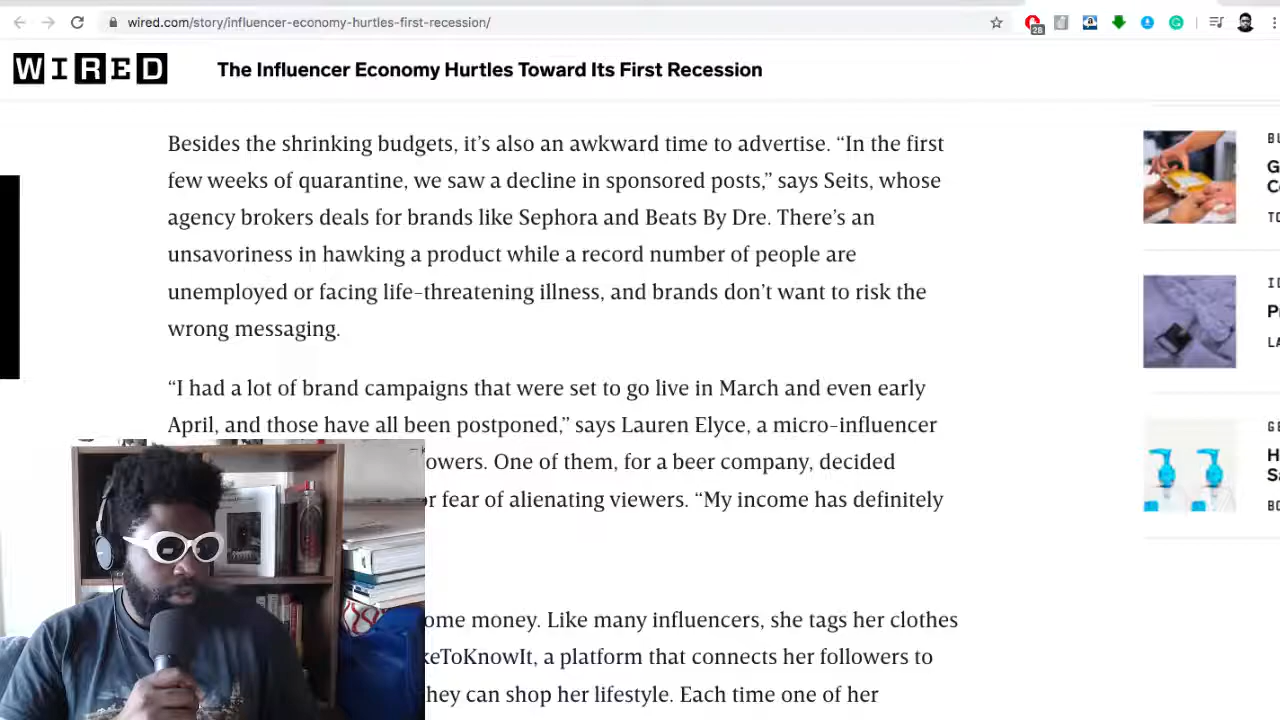 wired.com/story/influencer-economy-hurtles-first-recession/
28
WIRED
The Influencer Economy Hurtles Toward Its First Recession
Besides the shrinking budgets, it’s also an awkward time to advertise. “In the first
few weeks of quarantine, we saw a decline in sponsored posts,” says Seits, whose
agency brokers deals for brands like Sephora and Beats By Dre. There’s an
unsavoriness in hawking a product while a record number of people are
unemployed or facing life-threatening illness, and brands don’t want to risk the
wrong messaging.
“I had a lot of brand campaigns that were set to go live in March and even early
April, and those have all been postponed,” says Lauren Elyce, a micro-influencer
owers. One of them, for a beer company, decided
r fear of alienating viewers. “My income has definitely
ome money. Like many influencers, she tags her clothes
keToKnowIt, a platform that connects her followers to
hey can shop her lifestyle. Each time one of her